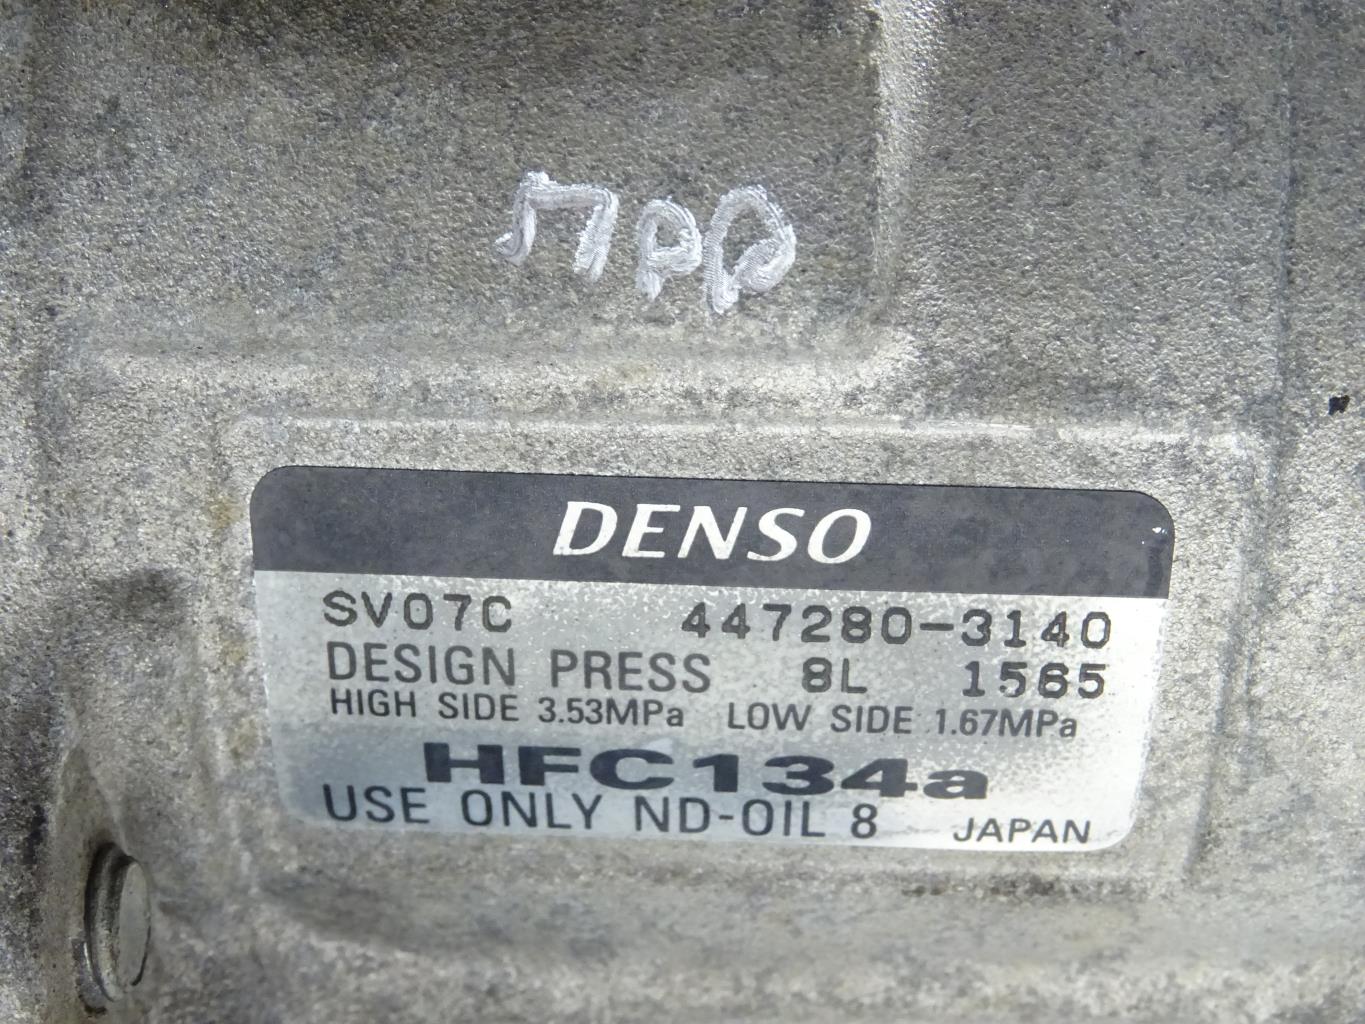 MPP
DENSO
SV07C 447280-3140
DESIGN PRESS 8L 1565
HIGH SIDE 3.53MPa LOW SIDE 1.67MPa
HFC134a
USE ONLY ND-OIL 8 JAPAN